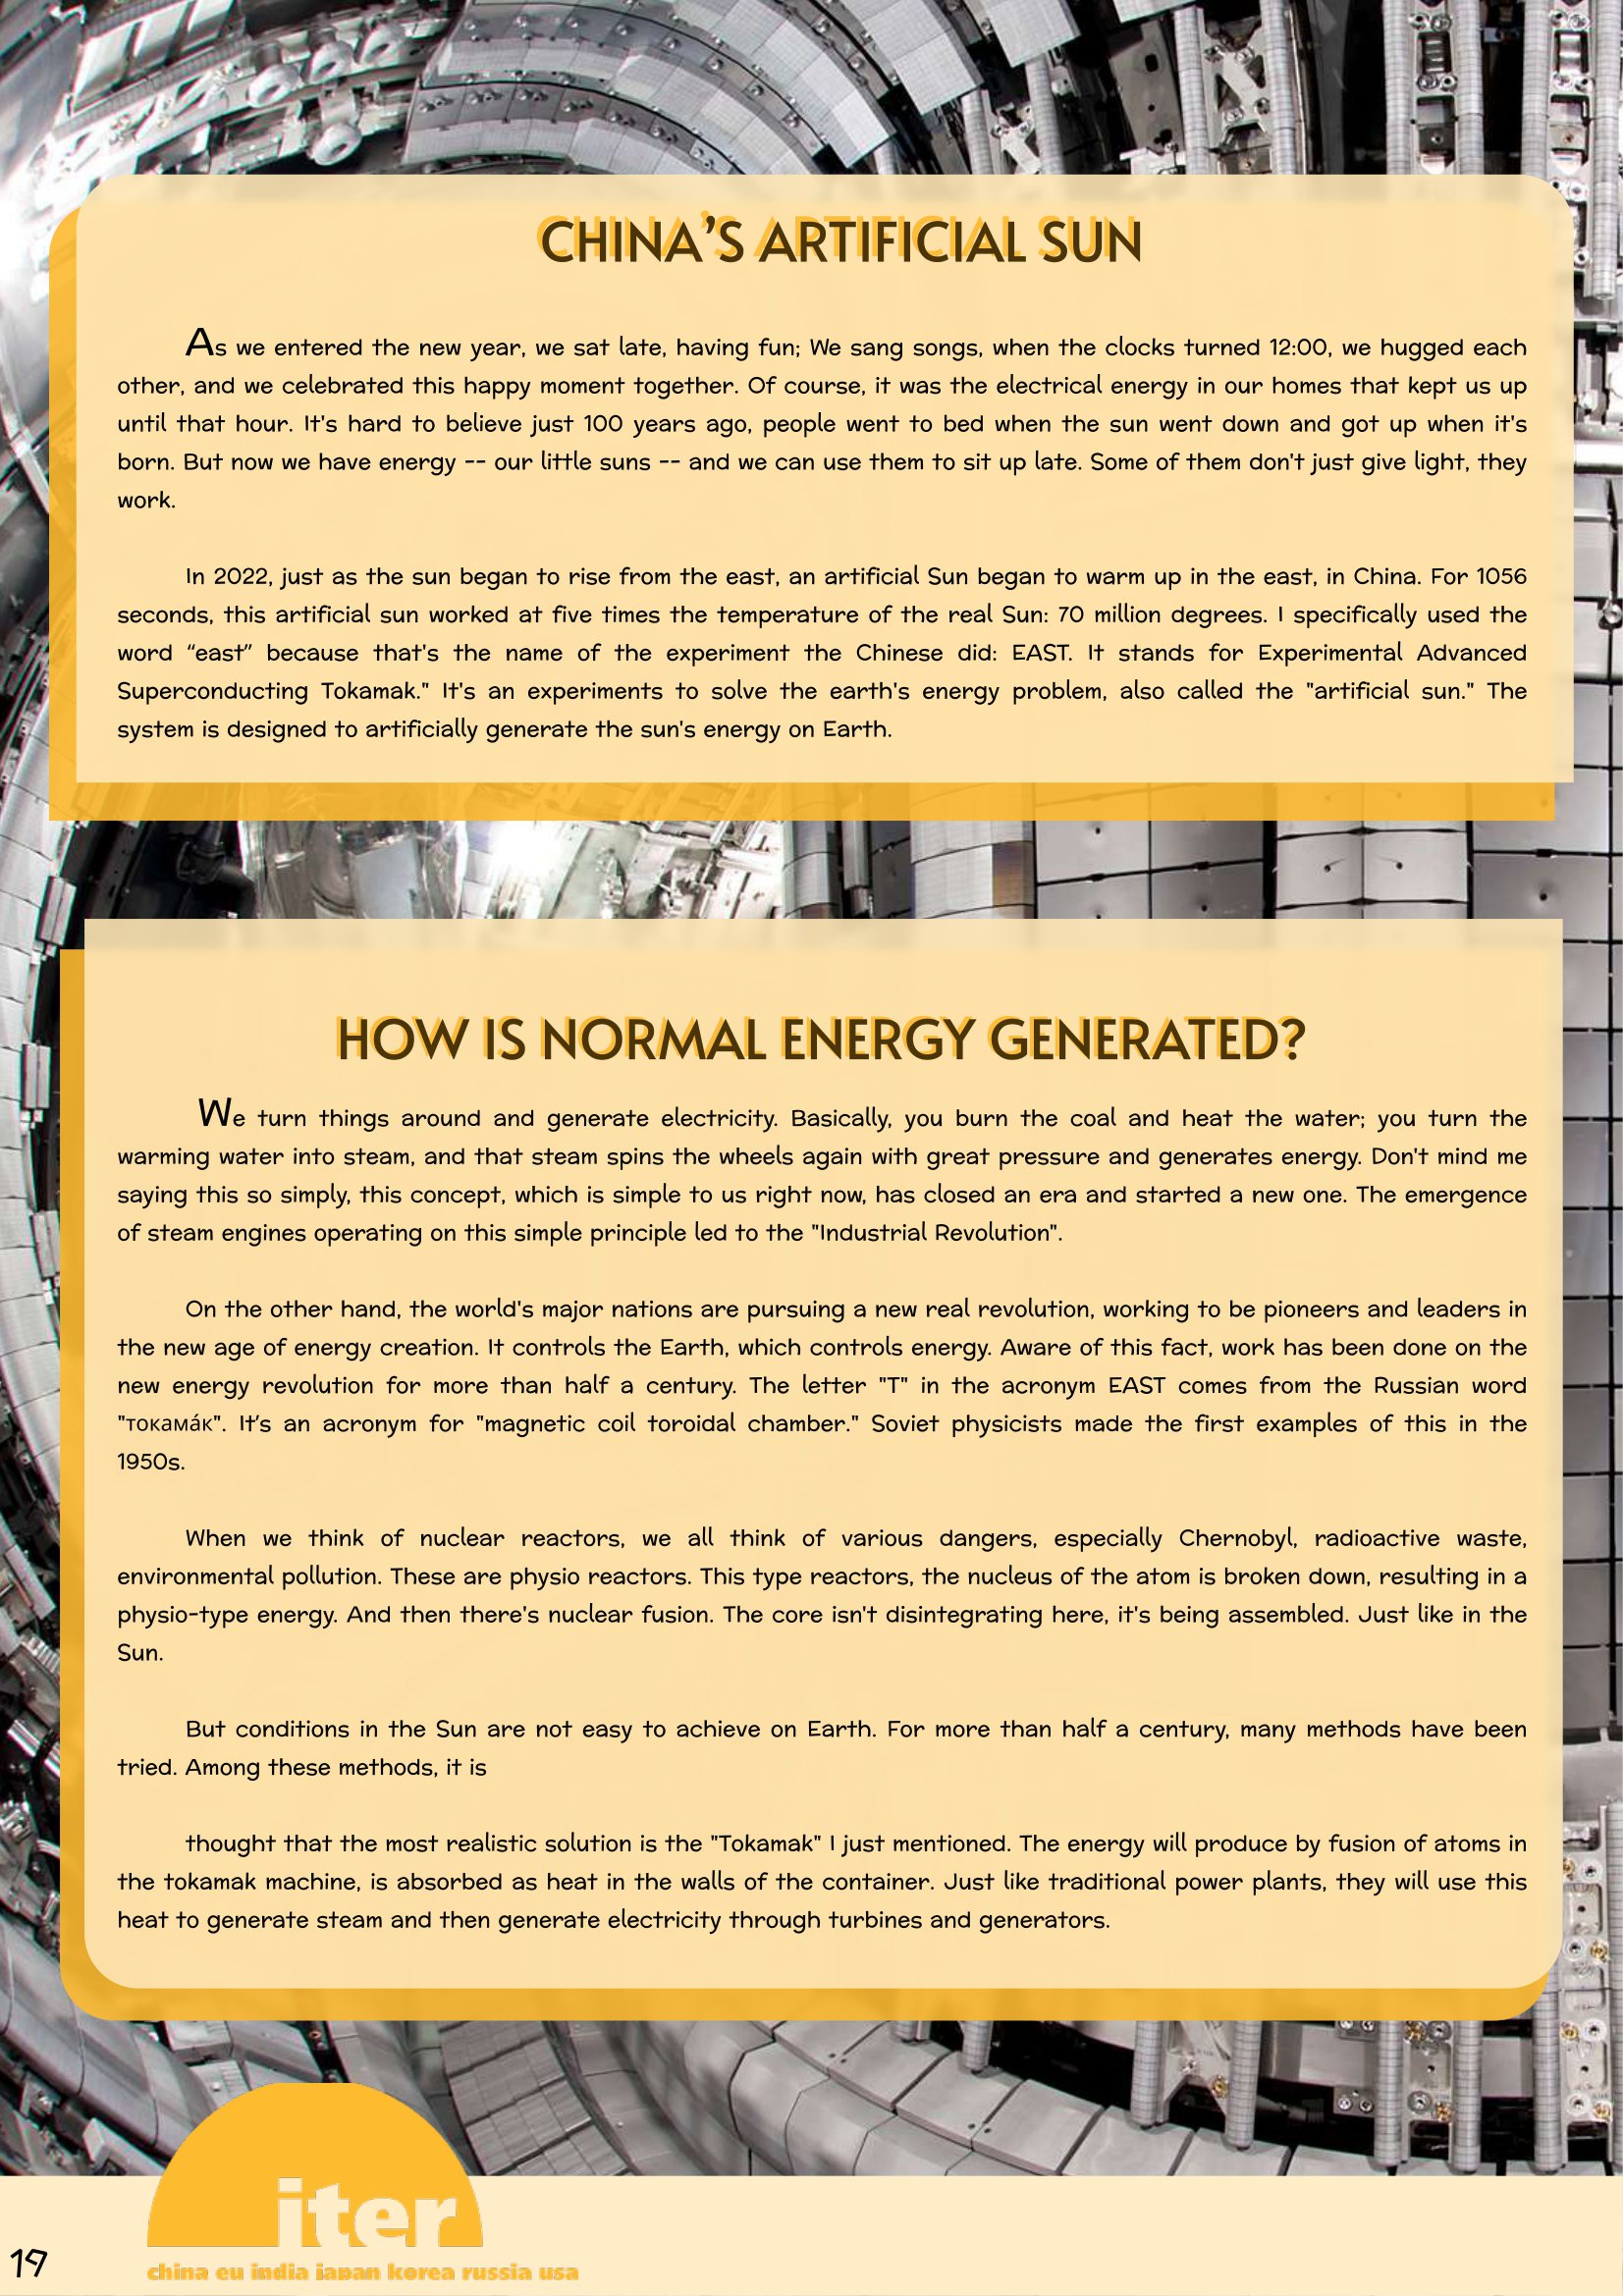 CHINA'S ARTIFICIAL SUN
As we entered the new year, we sat late, having fun; We sang songs, when the clocks turned 12:00, we hugged each
other, and we celebrated this happy moment together. Of course, it was the electrical energy in our homes that kept us up
until that hour. It's hard to believe just 100 years ago, people went to bed when the sun went down and got up when it's
born. But now we have energy -- our little suns -- and we can use them to sit up late. Some of them don't just give light, they
work.
In 2022, just as the sun began to rise from the east, an artificial Sun began to warm up in the east, in China. For 1056
seconds, this artificial sun worked at five times the temperature of the real Sun: 70 million degrees. I specifically used the
word “east” because that's the name of the experiment the Chinese did: EAST. It stands for Experimental Advanced
Superconducting Tokamak." It's an experiments to solve the earth's energy problem, also called the "artificial sun." The
system is designed to artificially generate the sun's energy on Earth.
HOW IS NORMAL ENERGY GENERATED?
We turn things around and generate electricity. Basically, you burn the coal and heat the water; you turn the
warming water into steam, and that steam spins the wheels again with great pressure and generates energy. Don't mind me
saying this so simply, this concept, which is simple to us right now, has closed an era and started a new one. The emergence
of steam engines operating on this simple principle led to the "Industrial Revolution".
On the other hand, the world's major nations are pursuing a new real revolution, working to be pioneers and leaders in
the new age of energy creation. It controls the Earth, which controls energy. Aware of this fact, work has been done on the
new energy revolution for more than half a century. The letter "T" in the acronym EAST comes from the Russian word
"токамáк". It's an acronym for "magnetic coil toroidal chamber." Soviet physicists made the first examples of this in the
1950s.
When we think of nuclear reactors, we all think of various dangers, especially Chernobyl, radioactive waste,
environmental pollution. These are physio reactors. This type reactors, the nucleus of the atom is broken down, resulting in a
physio-type energy. And then there's nuclear fusion. The core isn't disintegrating here, it's being assembled. Just like in the
Sun.
But conditions in the Sun are not easy to achieve on Earth. For more than half a century, many methods have been
tried. Among these methods, it is
thought that the most realistic solution is the "Tokamak" I just mentioned. The energy will produce by fusion of atoms in
the tokamak machine, is absorbed as heat in the walls of the container. Just like traditional power plants, they will use this
heat to generate steam and then generate electricity through turbines and generators.
iter
china eu india japan korea russia usa
19